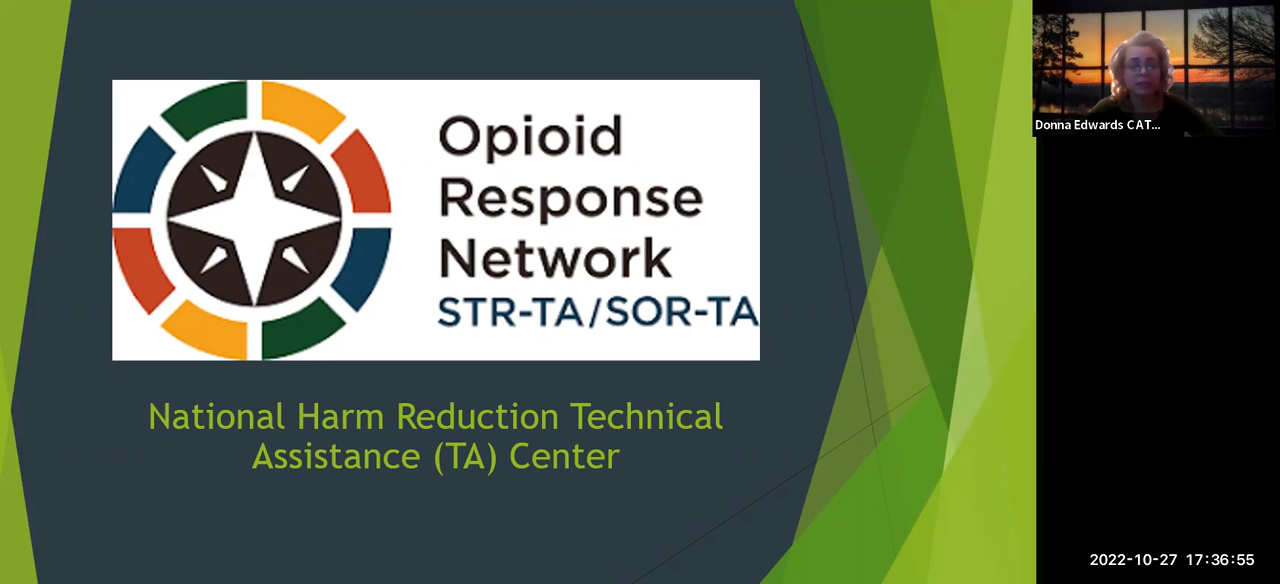 Opioid
Response
Network
STR-TA/SOR-TA
National Harm Reduction Technical
Assistance (TA) Center
Donna Edwards CAT...
2022-10-27 17:36:55